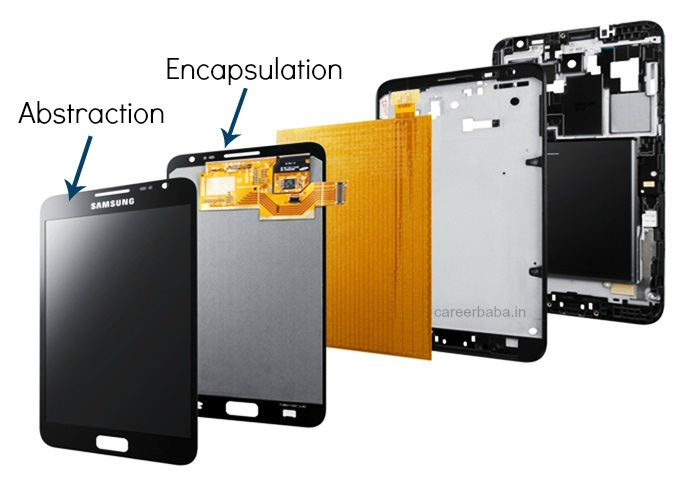 Encapsulation
Abstraction
SAMSUNG
careerbaba.in